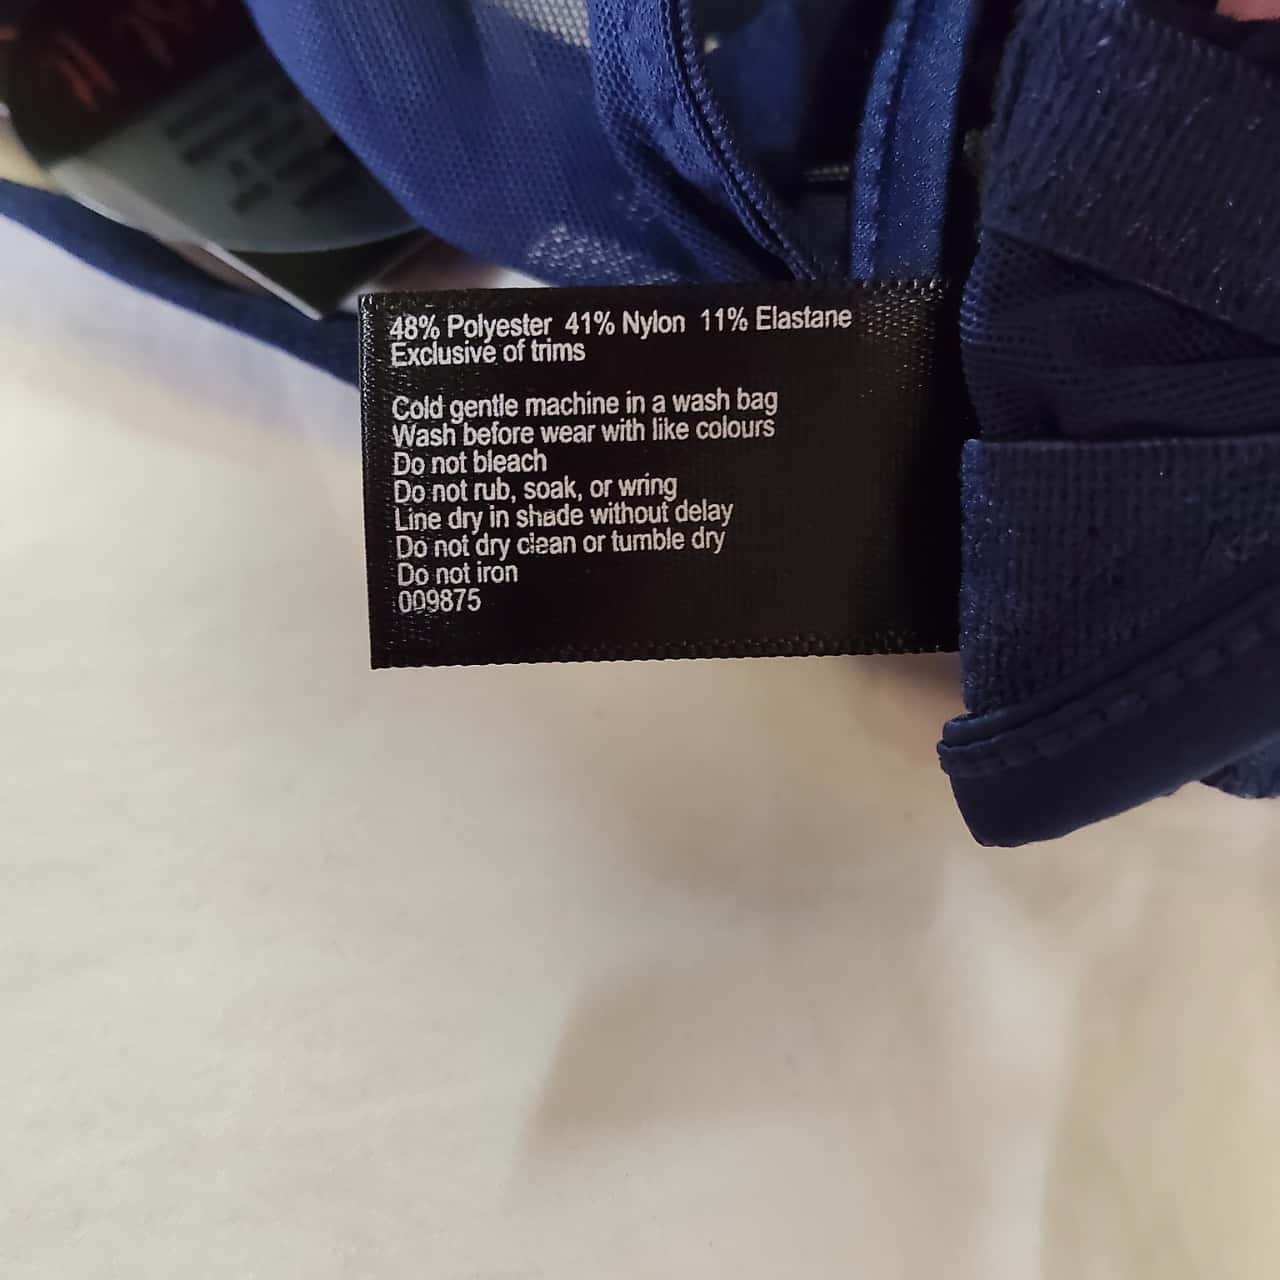 48% Polyester 41% Nylon 11% Elastane
Exclusive of trims
Cold gentle machine in a wash bag
Wash before wear with like colours
Do not bleach
Do not rub, soak, or wring
Line dry in shade without delay
Do not dry clean or tumble dry
Do not iron
009875